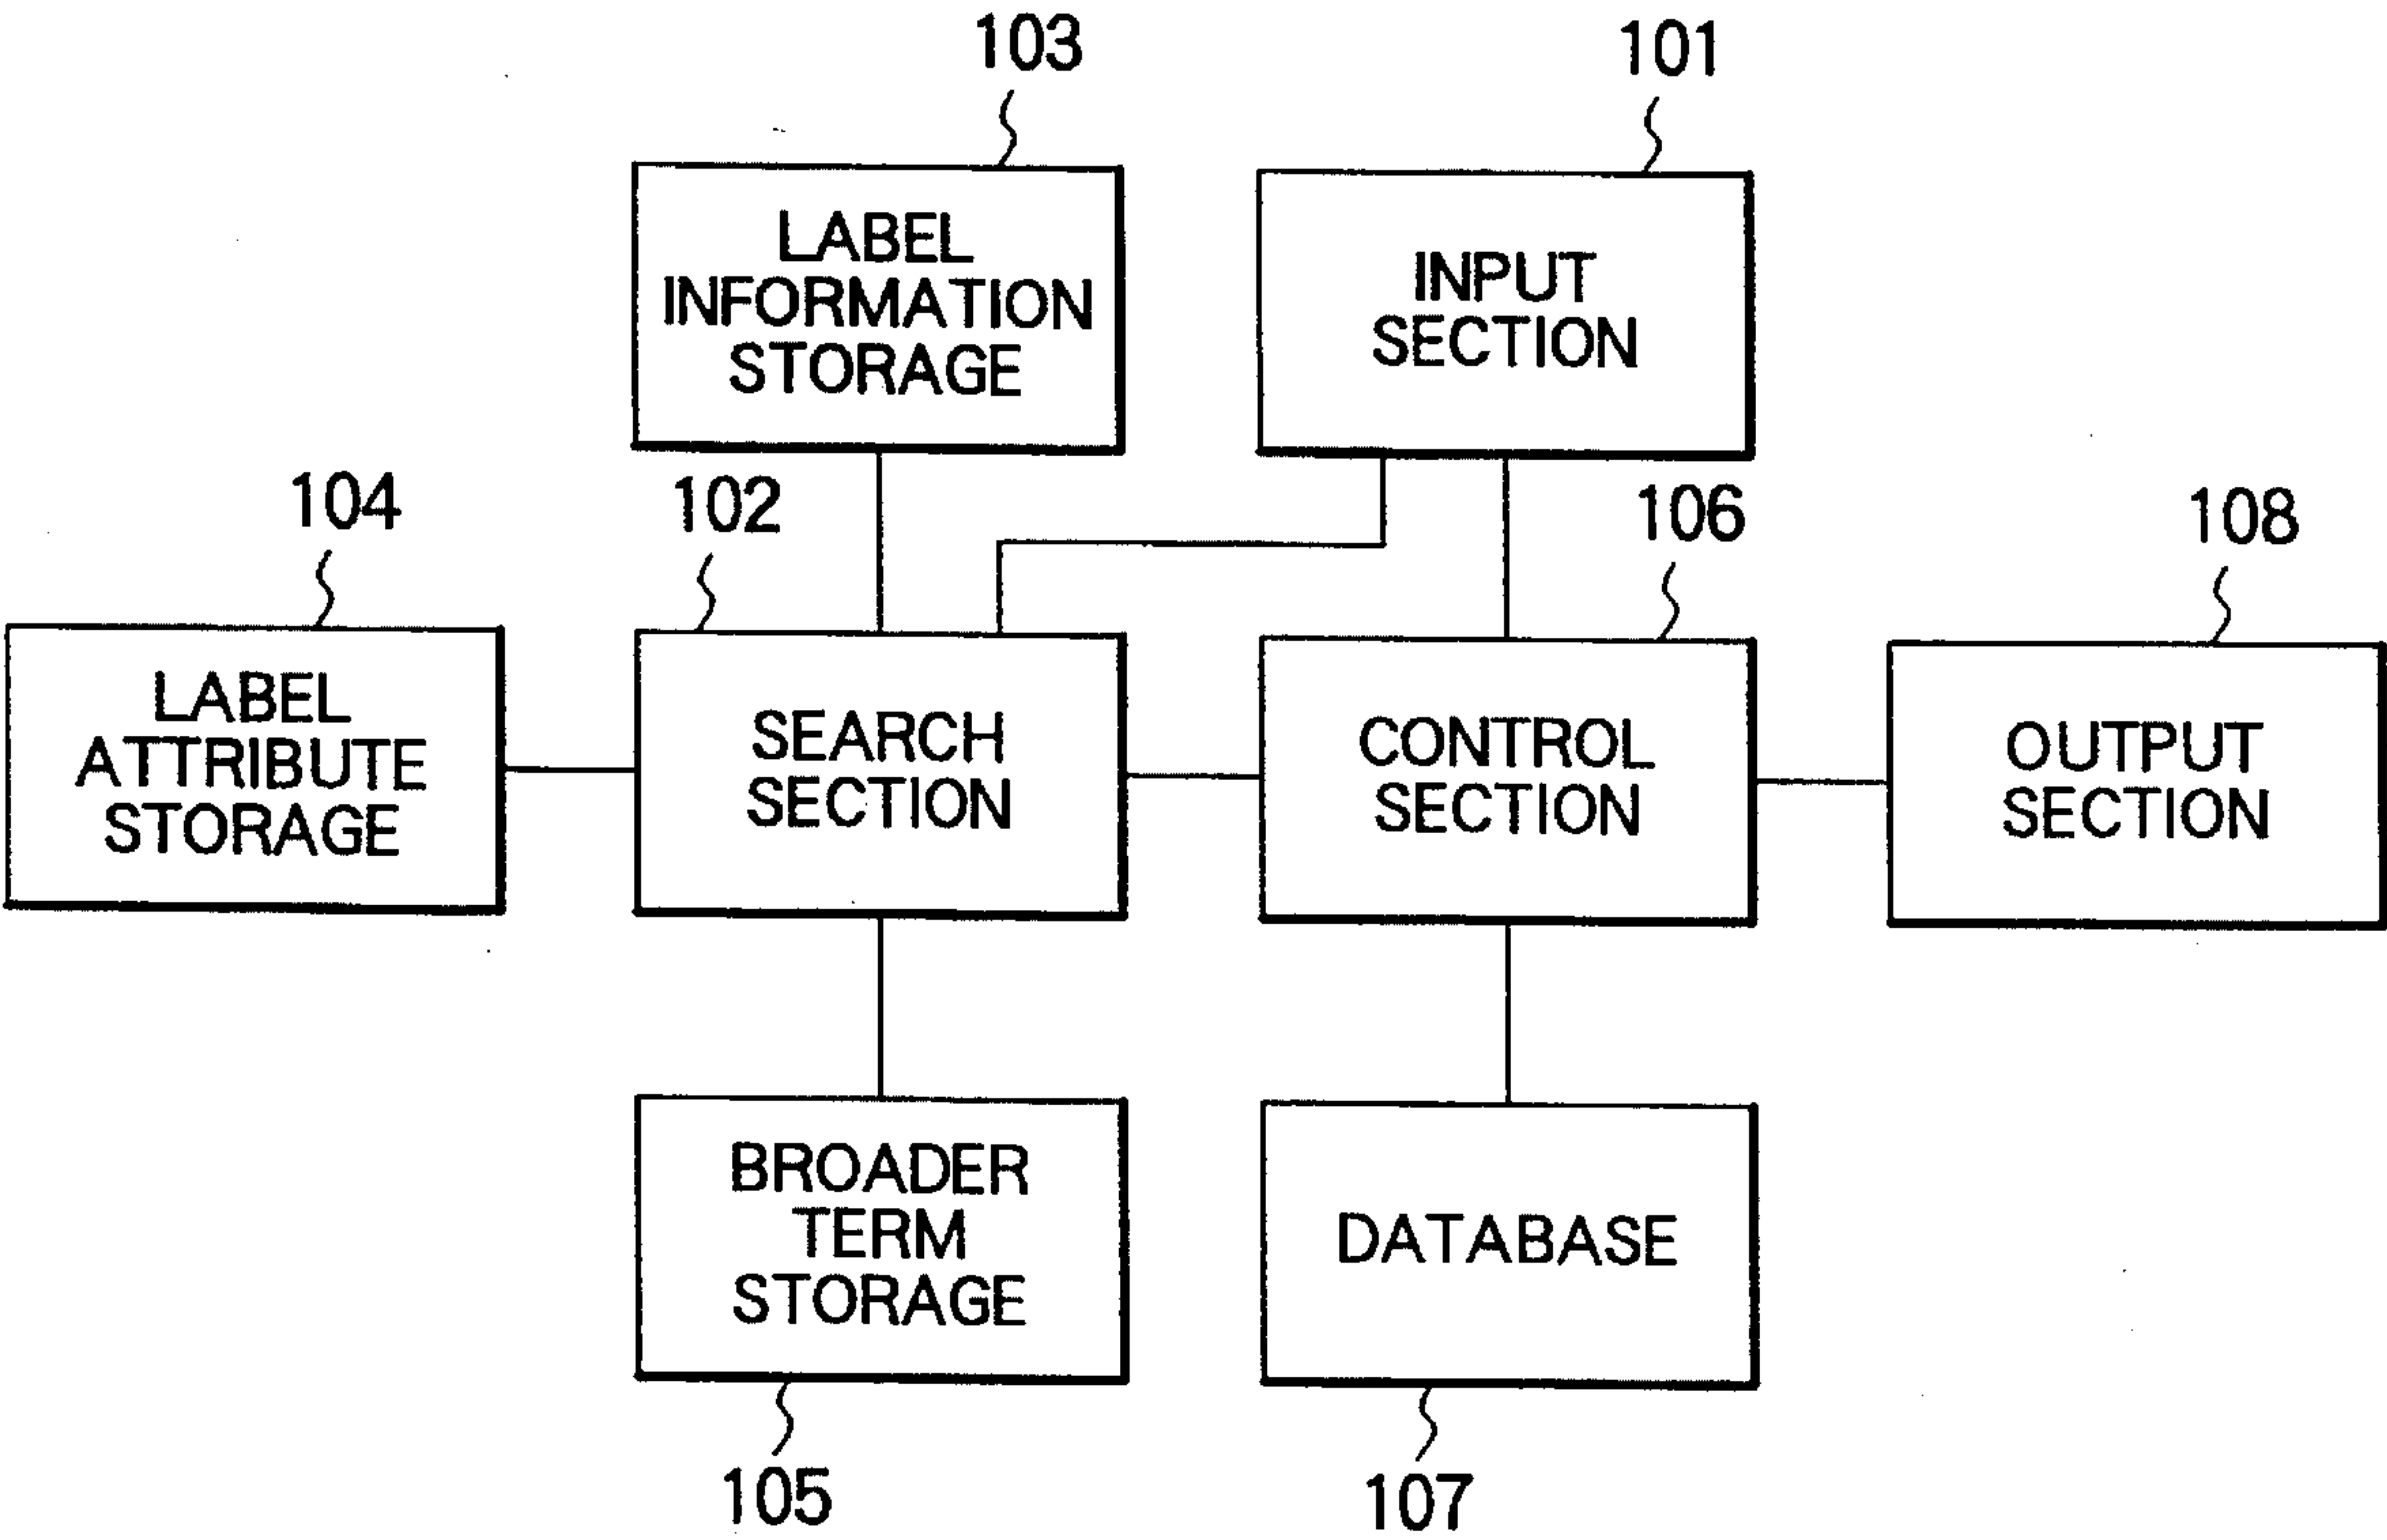 103
101
LABEL
INFORMATION
STORAGE
INPUT
SECTION
104
102
106
108
LABEL
ATTRIBUTE
STORAGE
SEARCH
SECTION
CONTROL
SECTION
OUTPUT
SECTION
BROADER
TERM
STORAGE
DATABASE
105
107